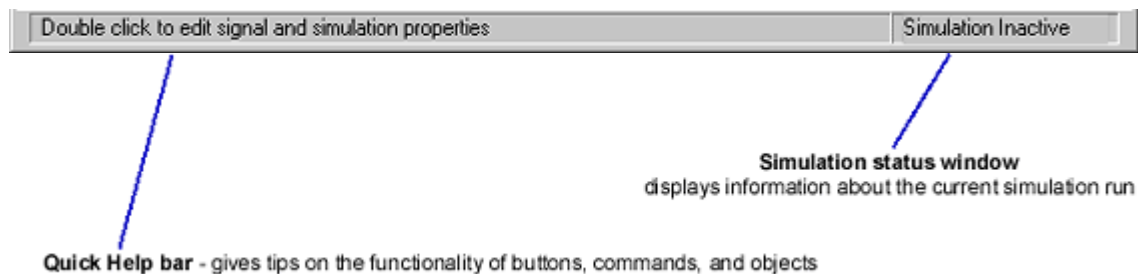 Double click to edit signal and simulation properties
Simulation Inactive
Simulation status window
displays information about the current simulation run
Quick Help bar - gives tips on the functionality of buttons, commands, and objects